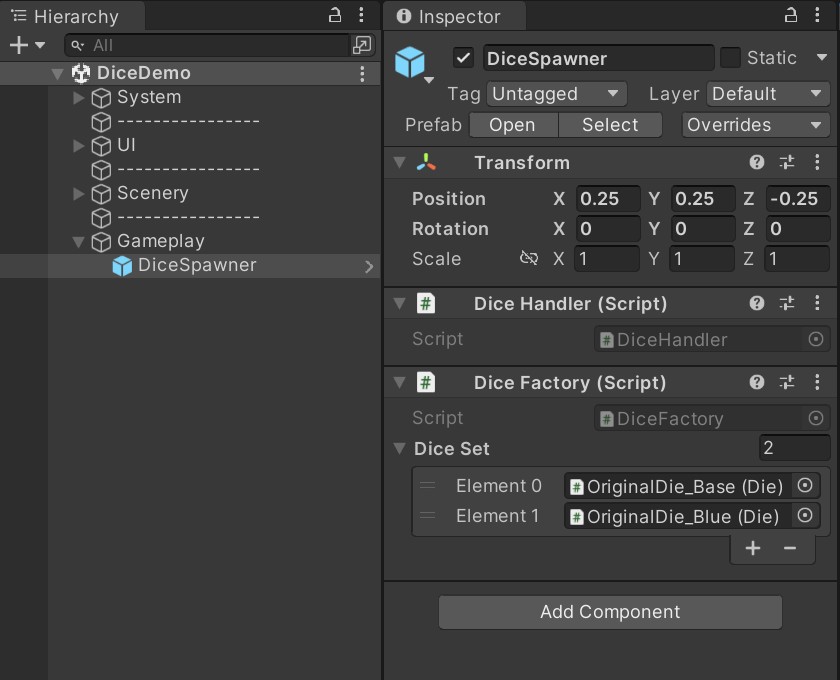 Hierarchy
All
DiceDemo
System
----------------
UI
----------------
Scenery
----------------
Gameplay
DiceSpawner
Inspector
DiceSpawner Static
Tag Untagged Layer Default
Prefab Open Select Overrides
Transform
Position X 0.25 Y 0.25 Z -0.25
Rotation X 0 Y 0 Z 0
Scale X 1 Y 1 Z 1
# Dice Handler (Script)
Script # DiceHandler
# Dice Factory (Script)
Script # DiceFactory
Dice Set 2
Element 0 # OriginalDie_Base (Die)
Element 1 # OriginalDie_Blue (Die)
+ −
Add Component